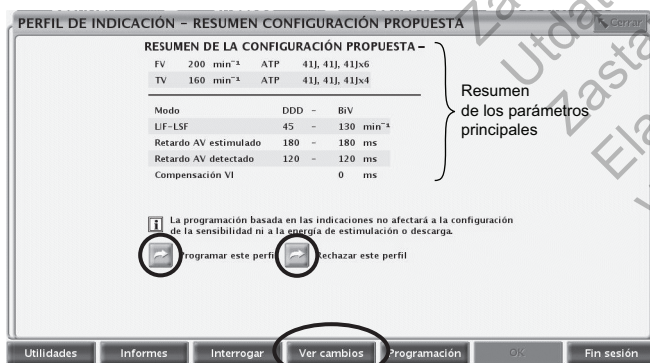 PERFIL DE INDICACIÓN – RESUMEN CONFIGURACIÓN PROPUESTA
Cerrar
RESUMEN DE LA CONFIGURACIÓN PROPUESTA –
FV 200 min⁻¹ ATP 41J, 41J, 41Jx6
TV 160 min⁻¹ ATP 41J, 41J, 41Jx4
Modo DDD – BiV
LIF-LSF 45 – 130 min⁻¹
Retardo AV estimulado 180 – 180 ms
Retardo AV detectado 120 – 120 ms
Compensación VI 0 ms
Resumen
de los parámetros
principales
i La programación basada en las indicaciones no afectará a la configuración
de la sensibilidad ni a la energía de estimulación o descarga.
Programar este perfil Rechazar este perfil
Utilidades Informes Interrogar Ver cambios Programación OK Fin sesión